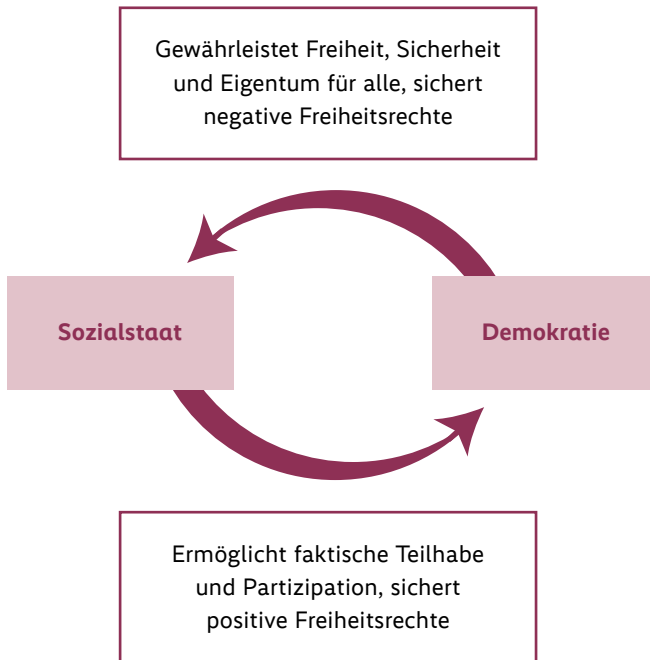 Gewährleistet Freiheit, Sicherheit
und Eigentum für alle, sichert
negative Freiheitsrechte
Sozialstaat
Demokratie
Ermöglicht faktische Teilhabe
und Partizipation, sichert
positive Freiheitsrechte